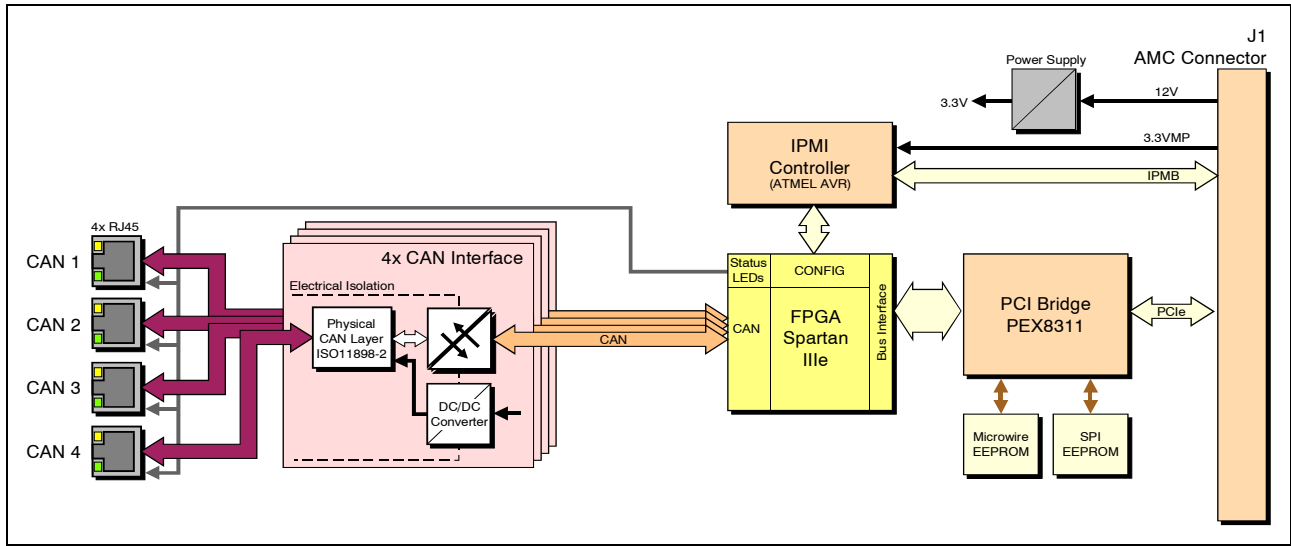 J1
AMC Connector
Power Supply
12V
3.3V
3.3VMP
IPMI
Controller
(ATMEL AVR)
IPMB
4x RJ45
CAN 1
CAN 2
CAN 3
CAN 4
4x CAN Interface
Electrical Isolation
Physical
CAN Layer
ISO11898-2
DC/DC
Converter
CAN
Status
LEDs
CONFIG
CAN
FPGA
Spartan
IIIe
Bus Interface
PCI Bridge
PEX8311
PCIe
Microwire
EEPROM
SPI
EEPROM